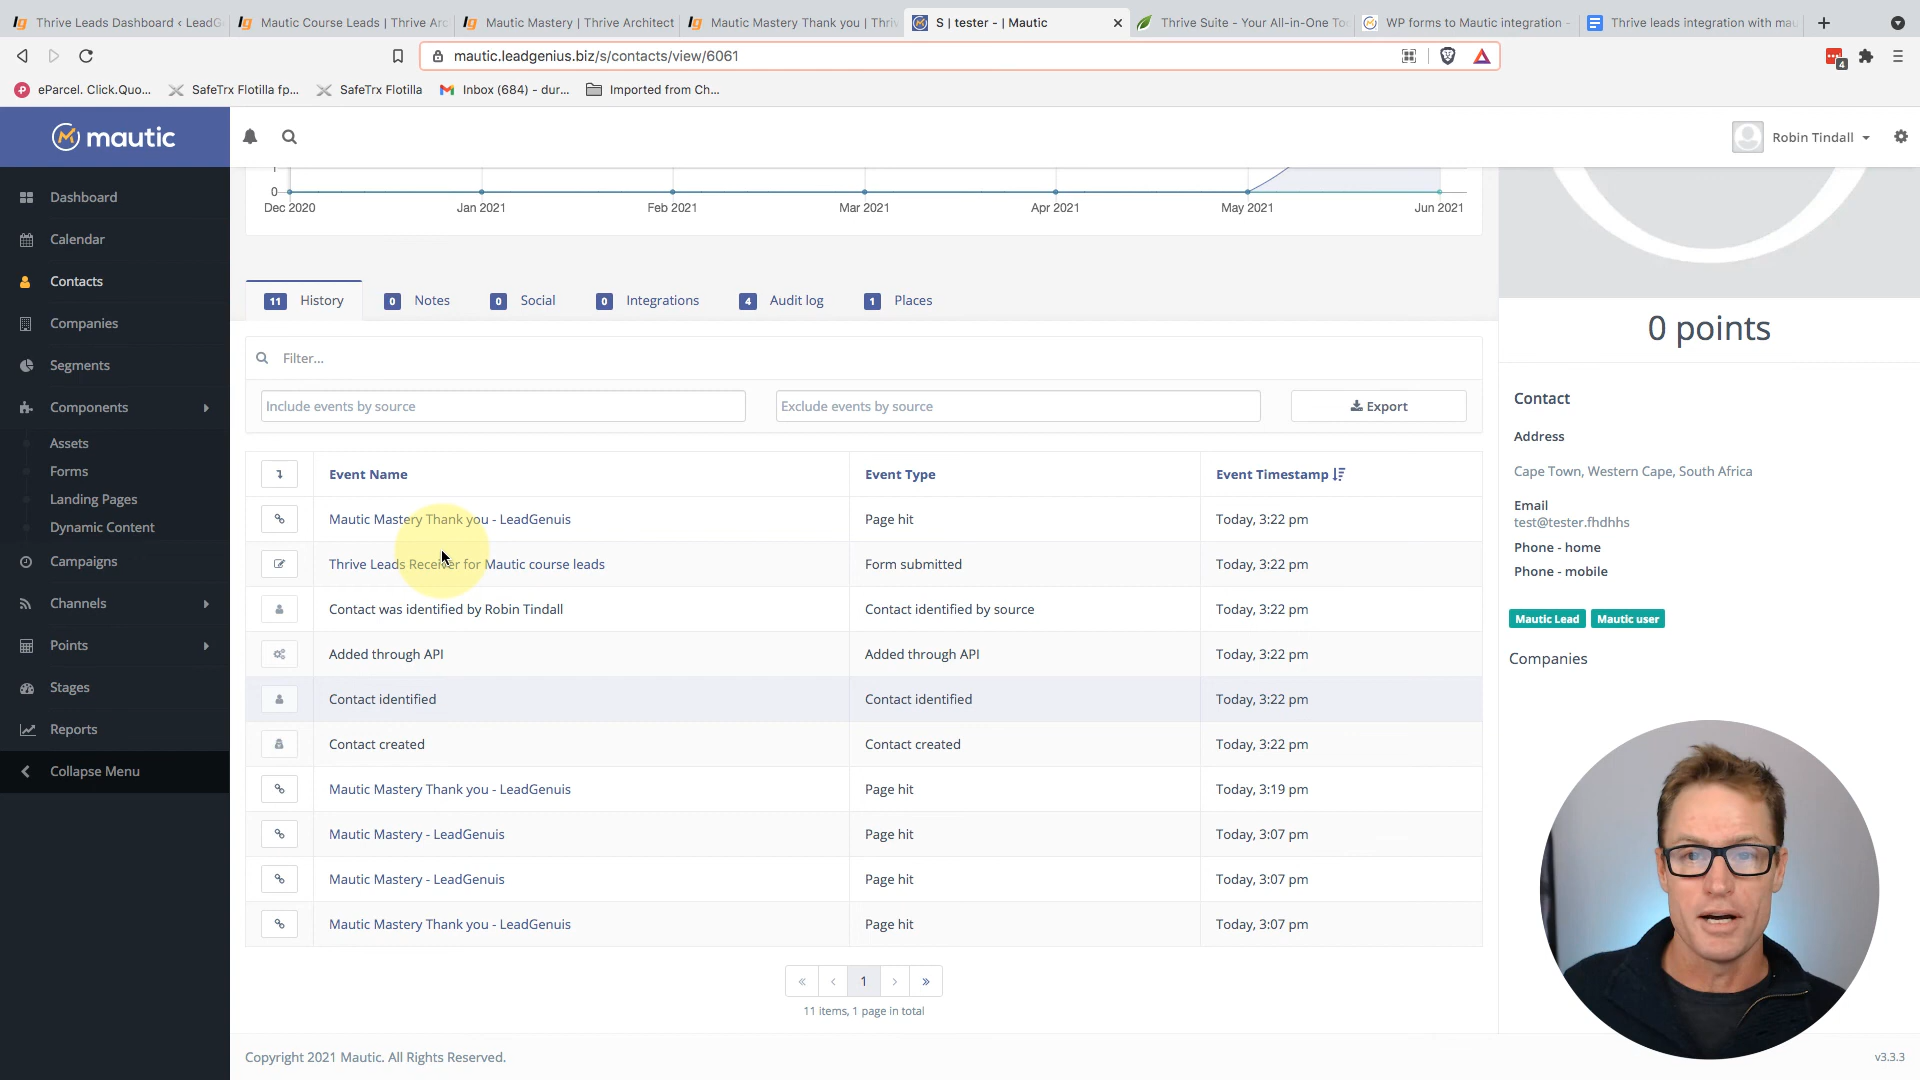 Thrive Leads Dashboard ‹ LeadG
Mautic Course Leads | Thrive Arc
Mautic Mastery | Thrive Architect
Mautic Mastery Thank you | Thriv
S | tester - | Mautic
Thrive Suite - Your All-in-One To
WP forms to Mautic integration -
Thrive leads integration with mau
mautic.leadgenius.biz/s/contacts/view/6061
4
eParcel. Click.Quo...
SafeTrx Flotilla fp...
SafeTrx Flotilla
Inbox (684) - dur...
Imported from Ch...
mautic
Robin Tindall
Dashboard
Calendar
Contacts
Companies
Segments
Components
Assets
Forms
Landing Pages
Dynamic Content
Campaigns
Channels
Points
Stages
Reports
Collapse Menu
0
Dec 2020
Jan 2021
Feb 2021
Mar 2021
Apr 2021
May 2021
Jun 2021
11 History
0 Notes
0 Social
0 Integrations
4 Audit log
1 Places
Filter...
Include events by source
Exclude events by source
Export
Event Name Event Type Event Timestamp
Mautic Mastery Thank you - LeadGenuis Page hit Today, 3:22 pm
Thrive Leads Receiver for Mautic course leads Form submitted Today, 3:22 pm
Contact was identified by Robin Tindall Contact identified by source Today, 3:22 pm
Added through API Added through API Today, 3:22 pm
Contact identified Contact identified Today, 3:22 pm
Contact created Contact created Today, 3:22 pm
Mautic Mastery Thank you - LeadGenuis Page hit Today, 3:19 pm
Mautic Mastery - LeadGenuis Page hit Today, 3:07 pm
Mautic Mastery - LeadGenuis Page hit Today, 3:07 pm
Mautic Mastery Thank you - LeadGenuis Page hit Today, 3:07 pm
« ‹ 1 › »
11 items, 1 page in total
Copyright 2021 Mautic. All Rights Reserved.
0 points
Contact
Address
Cape Town, Western Cape, South Africa
Email
test@tester.fhdhhs
Phone - home
Phone - mobile
Mautic Lead
Mautic user
Companies
v3.3.3